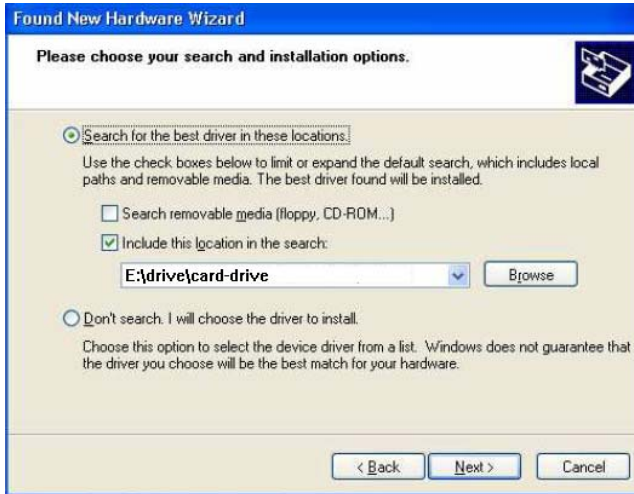 Found New Hardware Wizard
Please choose your search and installation options.
Search for the best driver in these locations.
Use the check boxes below to limit or expand the default search, which includes local
paths and removable media. The best driver found will be installed.
Search removable media (floppy, CD-ROM...)
Include this location in the search:
E:\drive\card-drive
Browse
Don't search. I will choose the driver to install.
Choose this option to select the device driver from a list. Windows does not guarantee that
the driver you choose will be the best match for your hardware.
< Back
Next >
Cancel